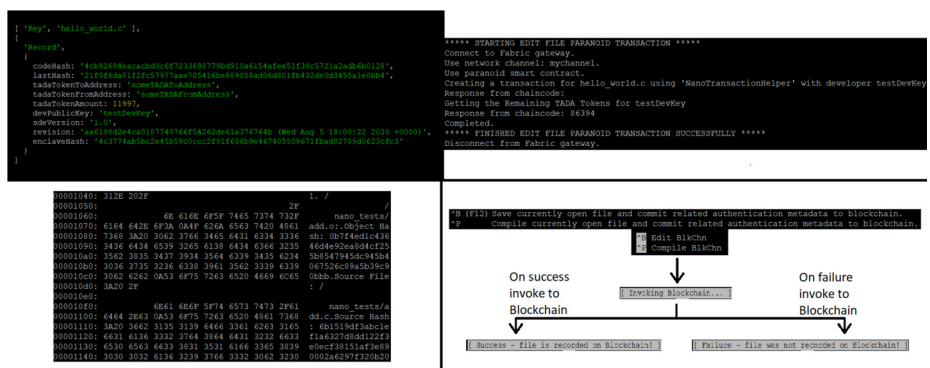 [ 'Key', 'hello_world.c' ],
[
'Record',
{
codeHash:
lastHash:
tadaTokenToAddress: 'someTADAToAddress',
tadaTokenFromAddress: 'someTADAFromAddress',
tadaTokenAmount: 11997,
devPublicKey: 'testDevKey',
sdeVersion: '1.0',
revision: (Wed Aug 5 18:00:22 2020 +0000)',
enclaveHash:
}
]
***** STARTING EDIT FILE PARANOID TRANSACTION *****
Connect to Fabric gateway.
Use network channel: mychannel.
Use paranoid smart contract.
Creating a transaction for hello_world.c using 'NanoTransactionHelper' with developer testDevKey
Response from chaincode:
Getting the Remaining TADA Tokens for testDevKey
Response from chaincode: 86394
Completed.
***** FINISHED EDIT FILE PARANOID TRANSACTION SUCCESSFULLY *****
Disconnect from Fabric gateway.
00001040: 312E 202F 1. /
00001050: 2F /
00001060: 6E 616E 6F5F 7465 7374 732F nano_tests/
00001070: 6164 642E 6F3A 0A4F 626A 6563 7420 4861 add.o:.Object Ha
00001080: 7368 3A20 3062 3766 3465 6431 6334 3336 sh: 0b7f4ed1c436
00001090: 3436 6434 6539 3265 6138 6434 6366 3235 46d4e92ea8d4cf25
000010a0: 3562 3835 3437 3934 3564 6339 3435 6234 5b8547945dc945b4
000010b0: 3036 3735 3236 6338 3961 3562 3339 6339 067526c89a5b39c9
000010c0: 3062 6262 0A53 6F75 7263 6520 4669 6C65 0bbb.Source File
000010d0: 3A20 2F : /
000010e0:
000010f0: 6E61 6E6F 5F74 6573 7473 2F61 nano_tests/a
00001100: 6464 2E63 0A53 6F75 7263 6520 4861 7368 dd.c.Source Hash
00001110: 3A20 3662 3135 3139 6466 3361 6263 3165 : 6b1519df3abc1e
00001120: 6631 6136 3332 3764 3864 6431 3232 6633 f1a6327d8dd122f3
00001130: 6530 6563 6633 3831 3531 6166 3365 3839 e0ecf38151af3e89
00001140: 3030 3032 6136 3239 3766 3332 3062 3230 0002a6297f320b20
^B (F12) Save currently open file and commit related authentication metadata to blockchain.
^P Compile currently open file and commit related authentication metadata to blockchain.
^B Edit BlkChn
^P Compile BlkChn
On success invoke to Blockchain
[ Invoking Blockchain... ]
On failure invoke to Blockchain
[ Success - file is recorded on Blockchain! ]
[ Failure - file was not recorded on Blockchain! ]